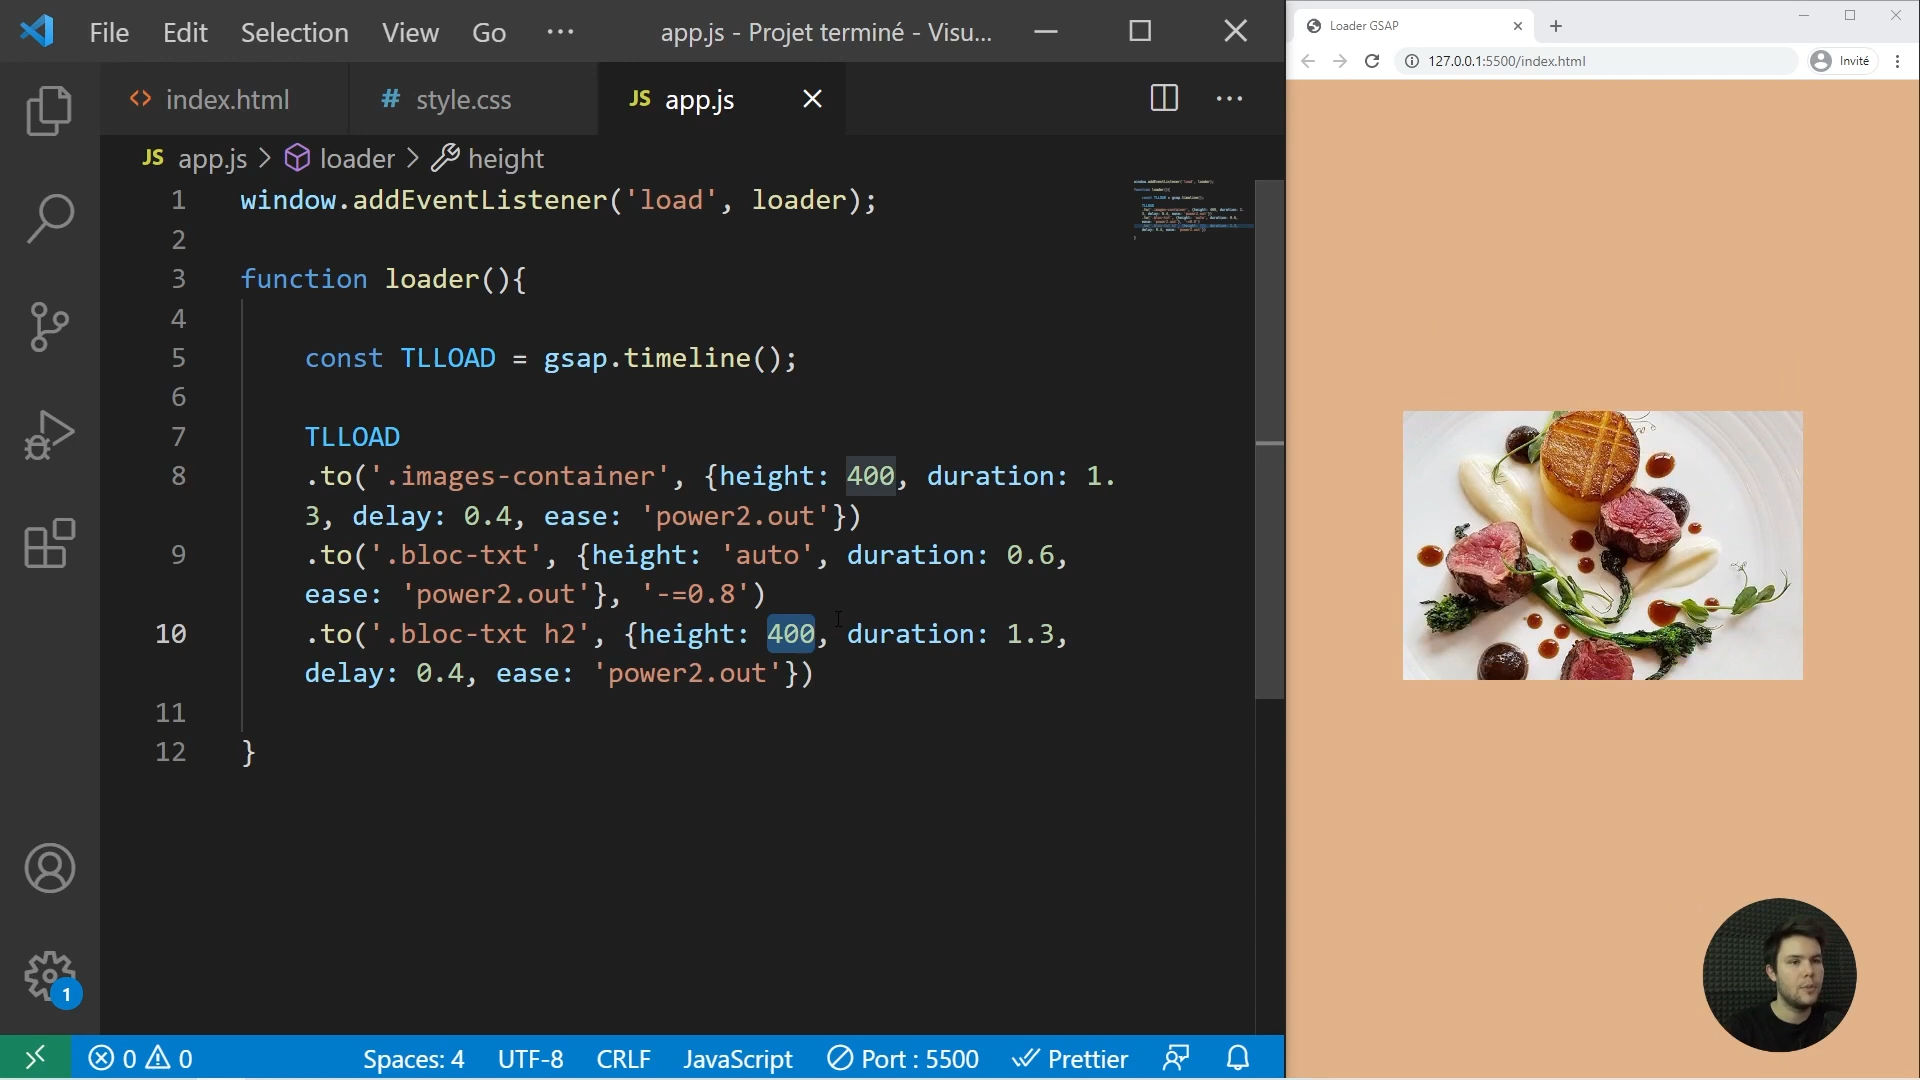 File Edit Selection View Go ··· app.js - Projet terminé - Visu...
index.html # style.css JS app.js
JS app.js > loader > height
1 window.addEventListener('load', loader);
2
3 function loader(){
4
5 const TLLOAD = gsap.timeline();
6
7 TLLOAD
8 .to('.images-container', {height: 400, duration: 1.
3, delay: 0.4, ease: 'power2.out'})
9 .to('.bloc-txt', {height: 'auto', duration: 0.6,
ease: 'power2.out'}, '-=0.8')
10 .to('.bloc-txt h2', {height: 400, duration: 1.3,
delay: 0.4, ease: 'power2.out'})
11
12 }
1
0 0 Spaces: 4 UTF-8 CRLF JavaScript Port : 5500 Prettier
Loader GSAP
127.0.0.1:5500/index.html Invité